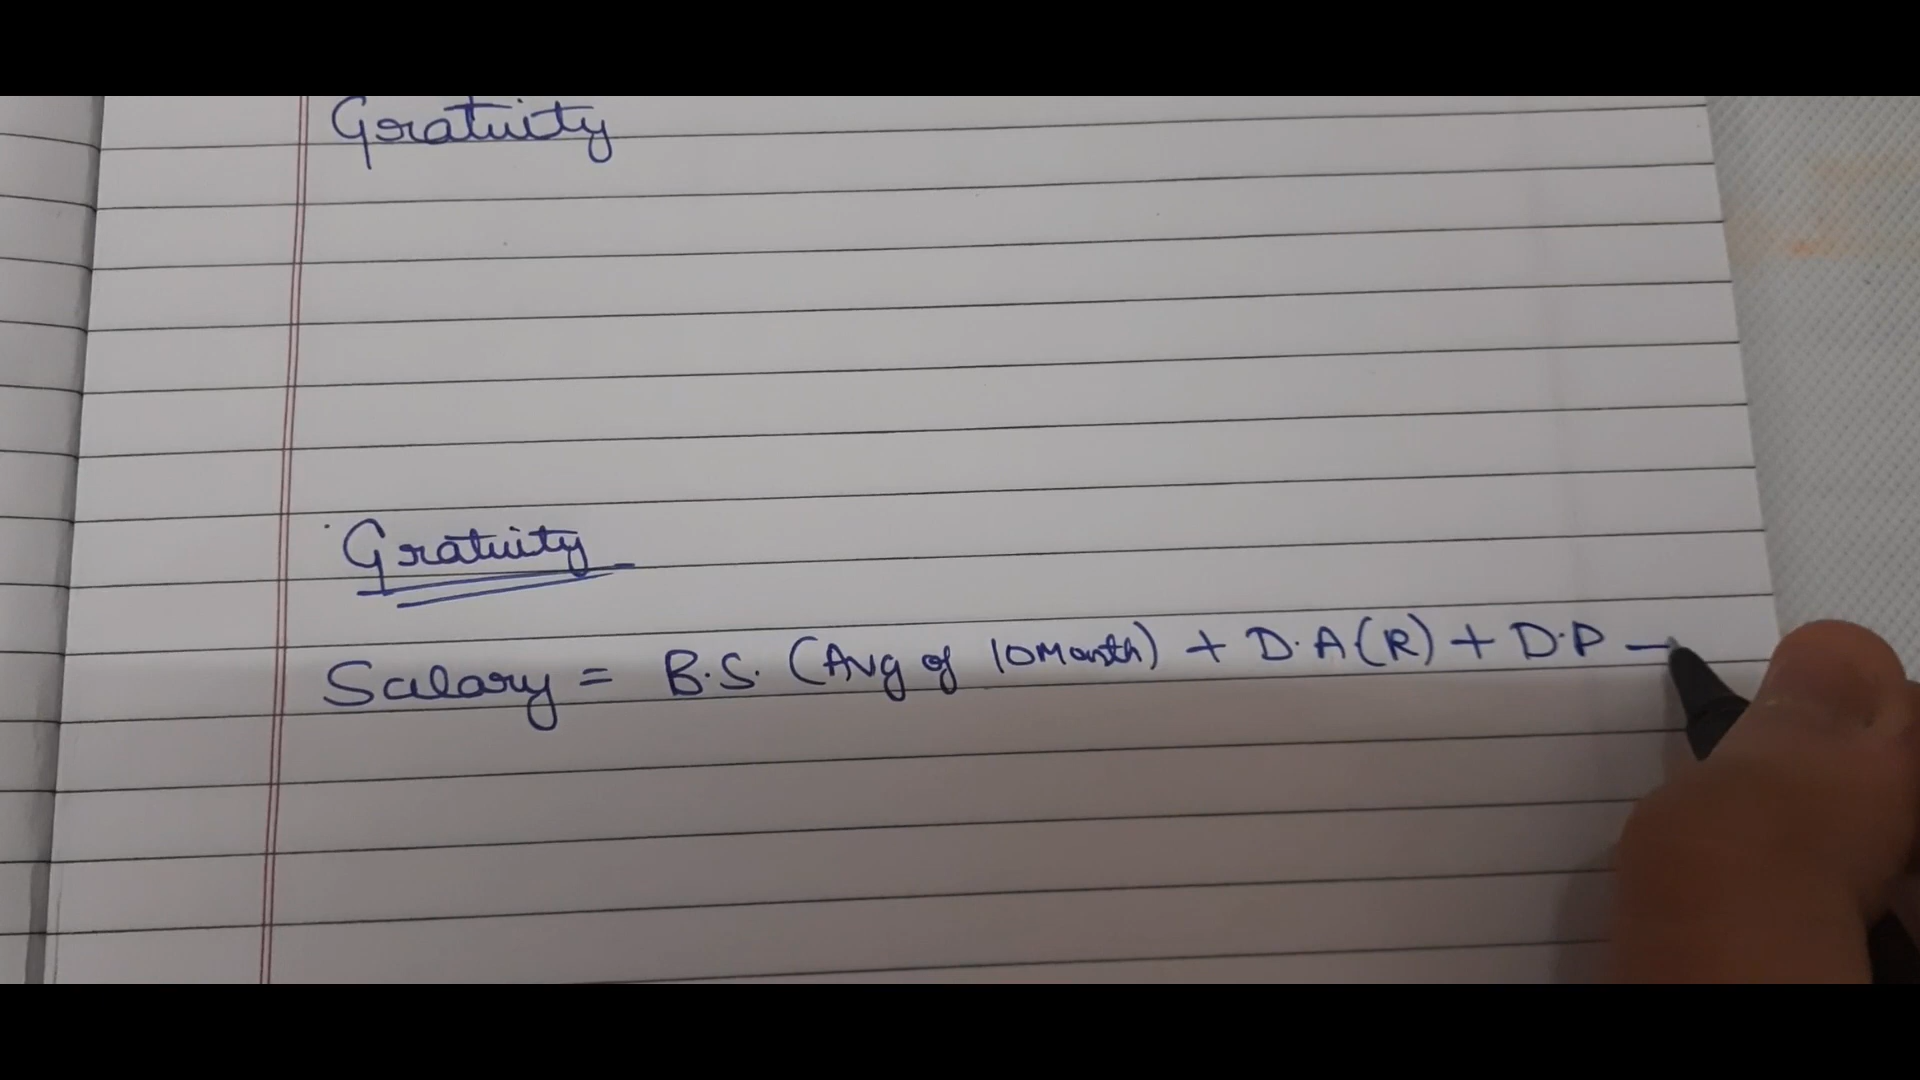 Gratuity
Gratuity
Salary = B.S. (Avg of 10 Month) + D.A (R) + D.P –